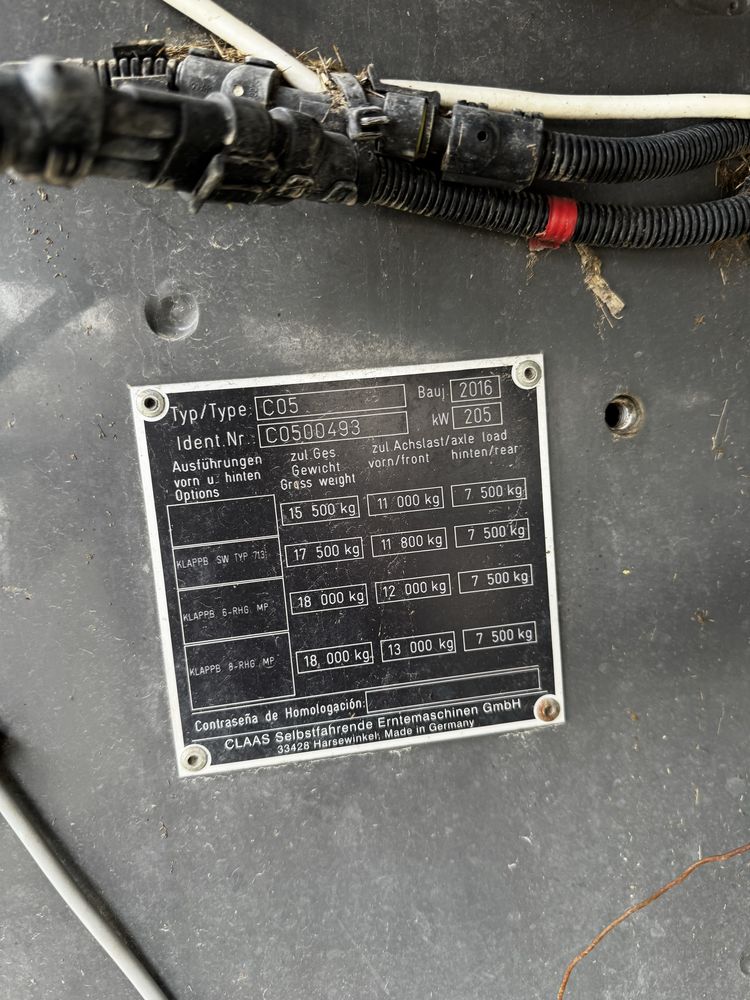 Typ/Type: C05 Bauj. 2016
Ident.Nr.: C0500493 kW 205
Ausführungen vorn u. hinten Options
zul.Ges. Gewicht Gross weight
zul.Achslast/axle load
vorn/front hinten/rear
15 500 kg 11 000 kg 7 500 kg
KLAPPB SW TYP 713 17 500 kg 11 800 kg 7 500 kg
KLAPPB 6-RHG MP 18 000 kg 12 000 kg 7 500 kg
KLAPPB 8-RHG MP 18 000 kg 13 000 kg 7 500 kg
Contraseña de Homologación:
CLAAS Selbstfahrende Erntemaschinen GmbH
33428 Harsewinkel, Made in Germany